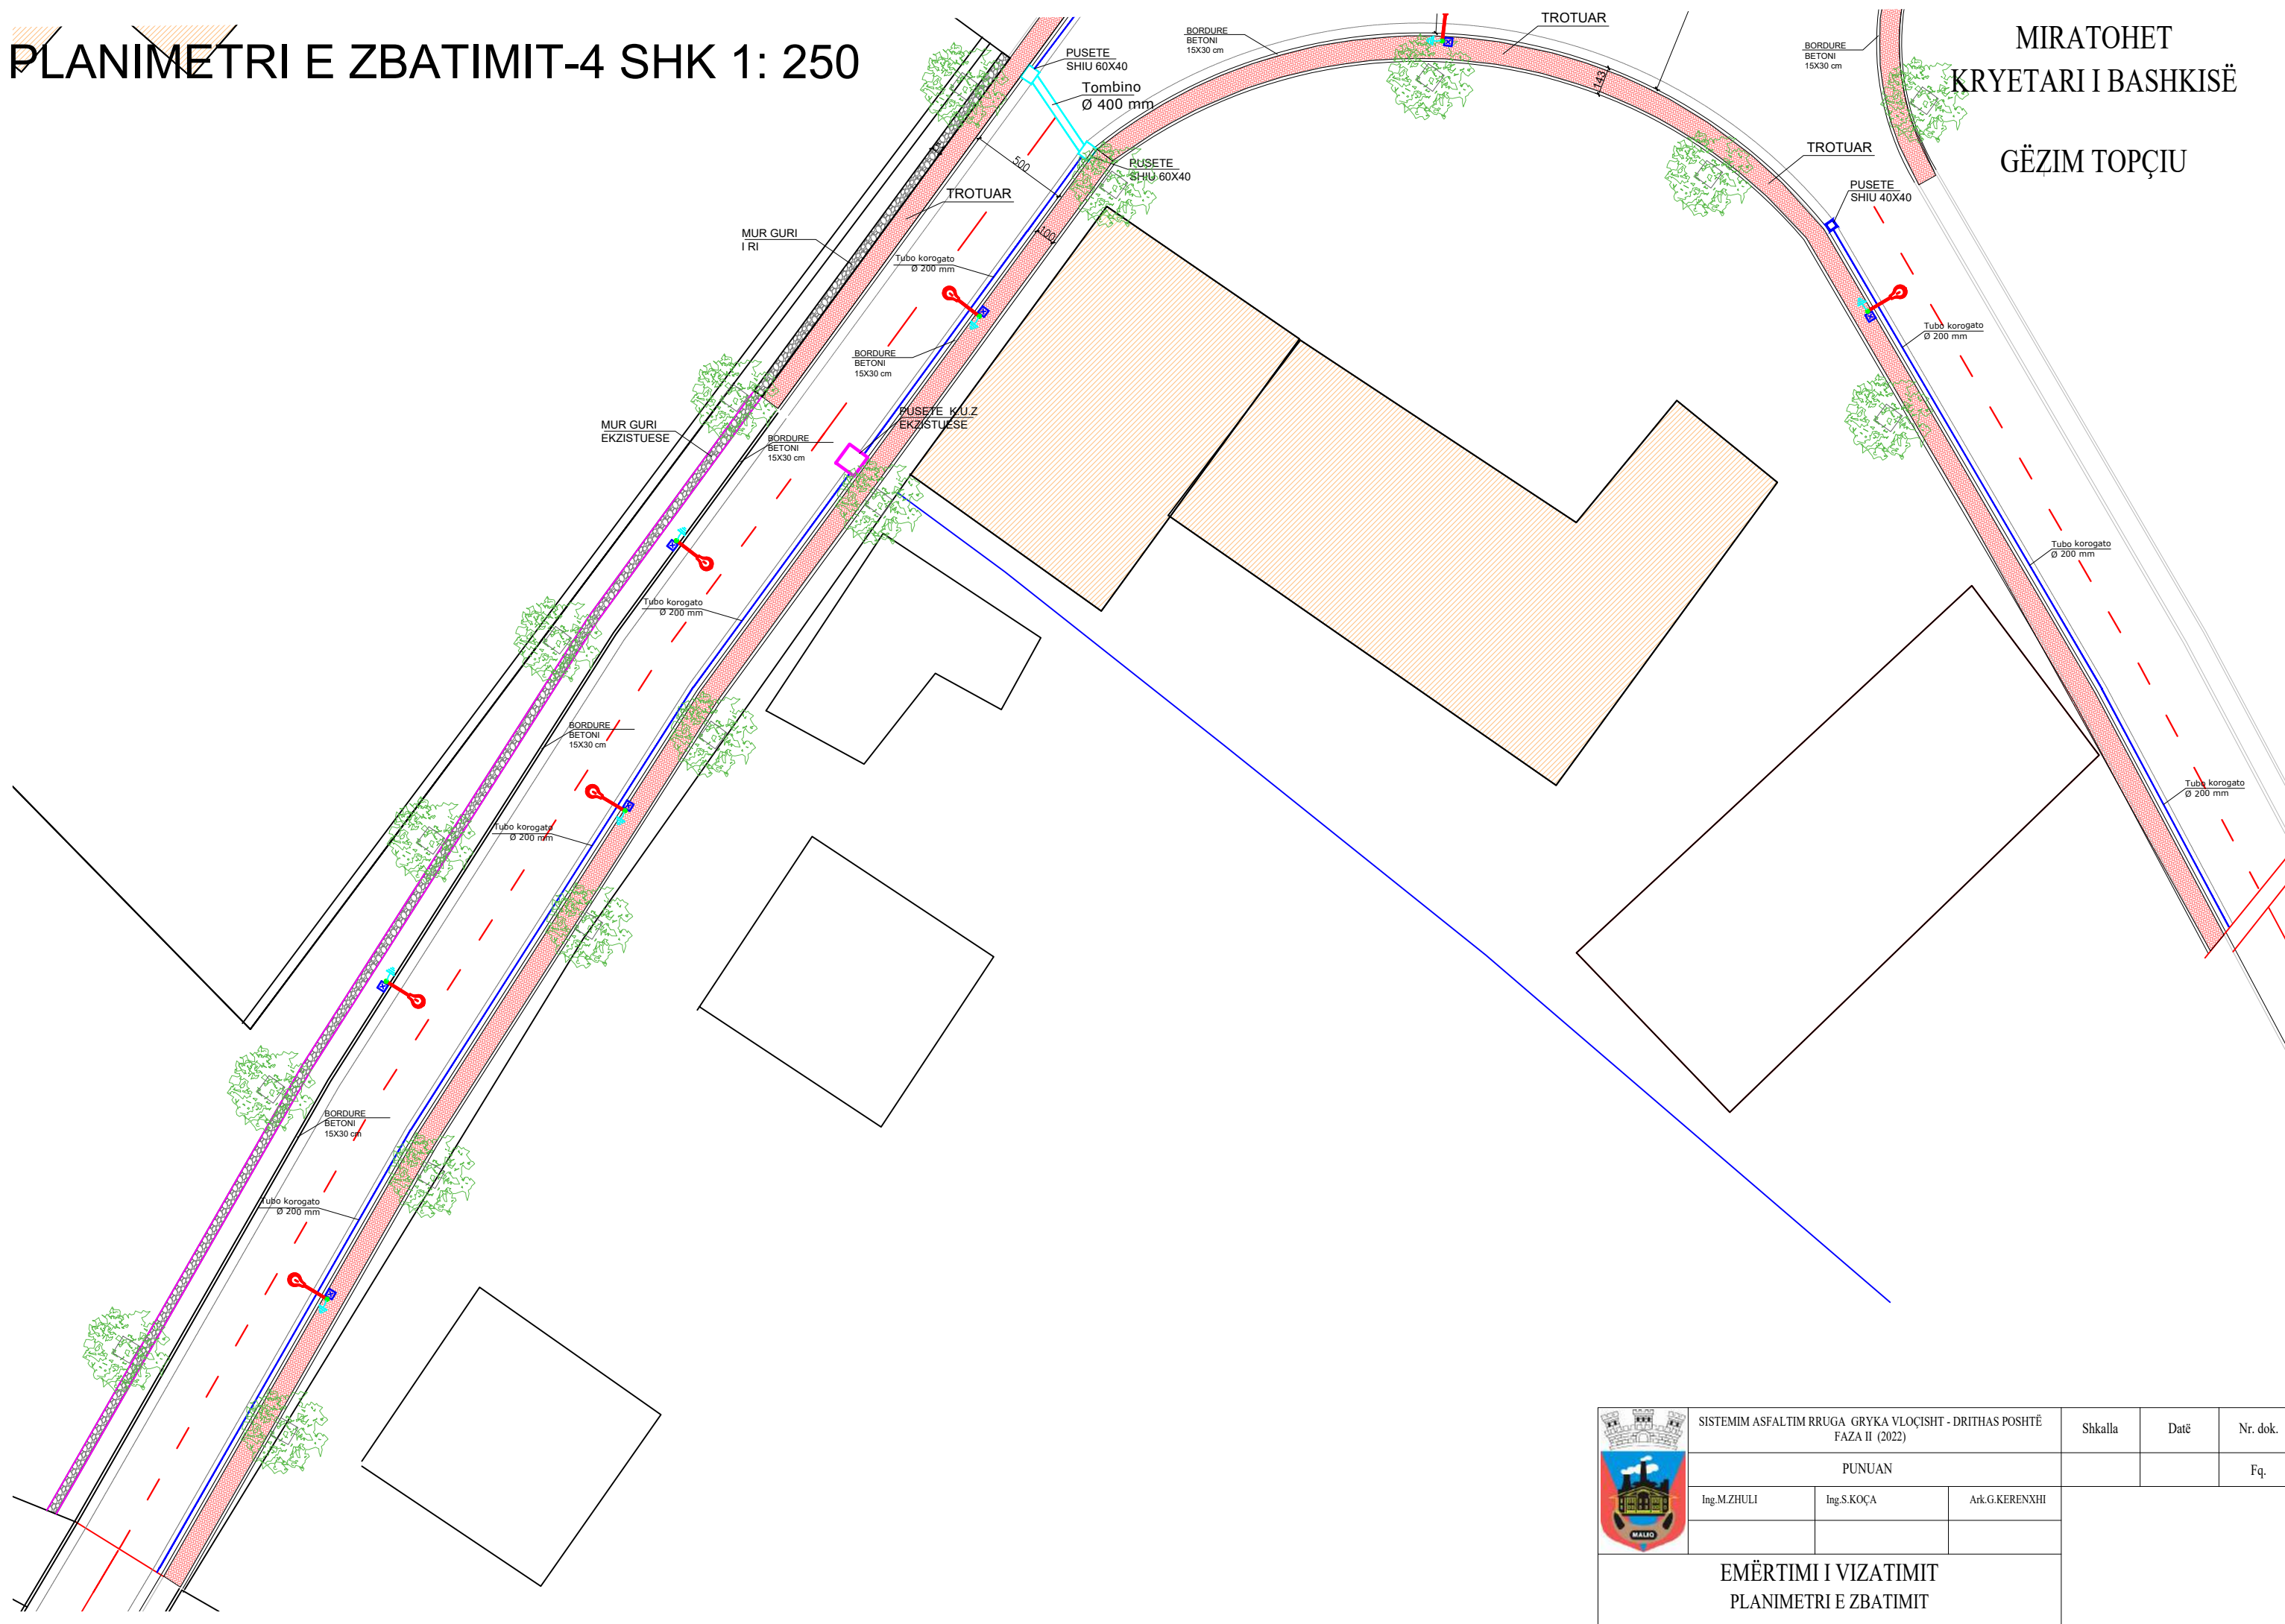 PLANIMETRI E ZBATIMIT-4 SHK 1: 250
MIRATOHET
KRYETARI I BASHKISË
GËZIM TOPÇIU
PUSETE
SHIU 60X40
Tombino
Ø 400 mm
PUSETE
SHIU 60X40
500
100
TROTUAR
MUR GURI
I RI
Tubo korogato
Ø 200 mm
BORDURE
BETONI
15X30 cm
BORDURE
BETONI
15X30 cm
TROTUAR
143
BORDURE
BETONI
15X30 cm
TROTUAR
PUSETE
SHIU 40X40
Tubo korogato
Ø 200 mm
Tubo korogato
Ø 200 mm
Tubo korogato
Ø 200 mm
PUSETE K.U.Z
EKZISTUESE
MUR GURI
EKZISTUESE
BORDURE
BETONI
15X30 cm
Tubo korogato
Ø 200 mm
BORDURE
BETONI
15X30 cm
Tubo korogato
Ø 200 mm
BORDURE
BETONI
15X30 cm
Tubo korogato
Ø 200 mm
MALIQ
SISTEMIM ASFALTIM RRUGA GRYKA VLOÇISHT - DRITHAS POSHTË
FAZA II (2022)
Shkalla
Datë
Nr. dok.
PUNUAN
Fq.
Ing.M.ZHULI
Ing.S.KOÇA
Ark.G.KERENXHI
EMËRTIMI I VIZATIMIT
PLANIMETRI E ZBATIMIT